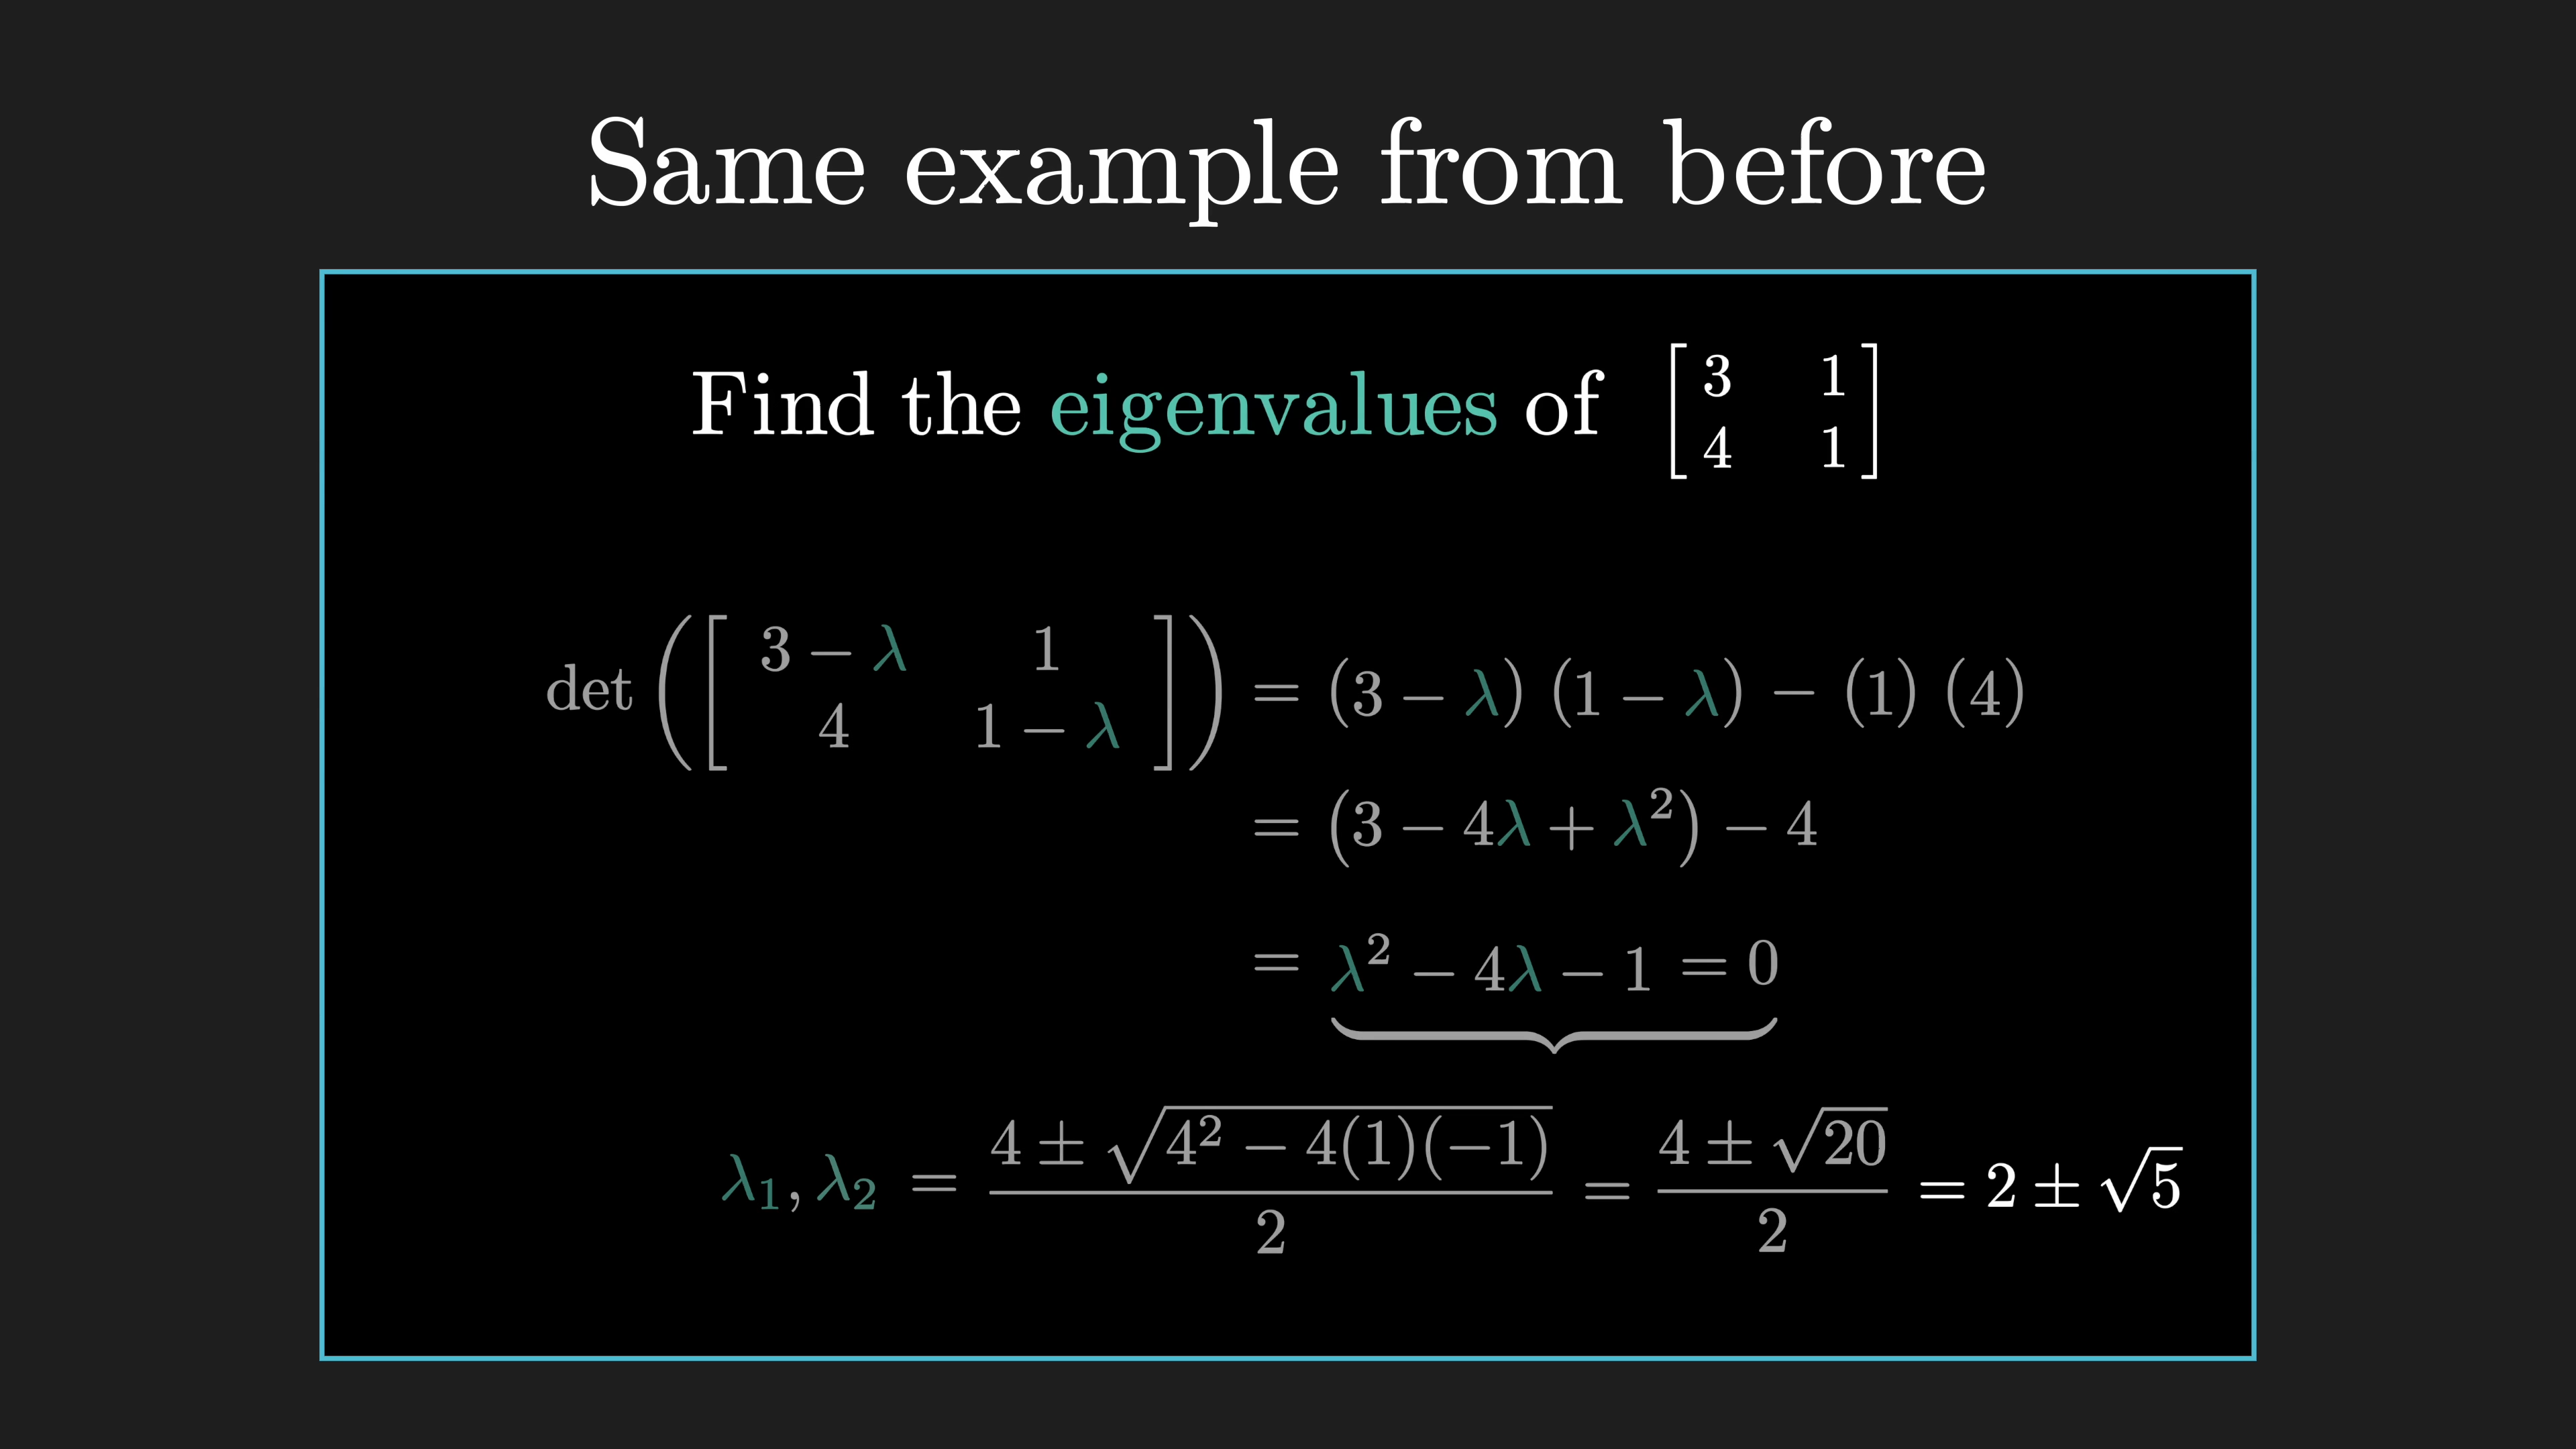 Same example from before
Find the eigenvalues of [ 3 1 ; 4 1 ]
det ( [ 3 − λ 1 ; 4 1 − λ ] ) = (3 − λ) (1 − λ) − (1) (4)
= (3 − 4λ + λ²) − 4
= λ² − 4λ − 1 = 0
λ₁, λ₂ = (4 ± √(4² − 4(1)(−1))) / 2 = (4 ± √20) / 2 = 2 ± √5